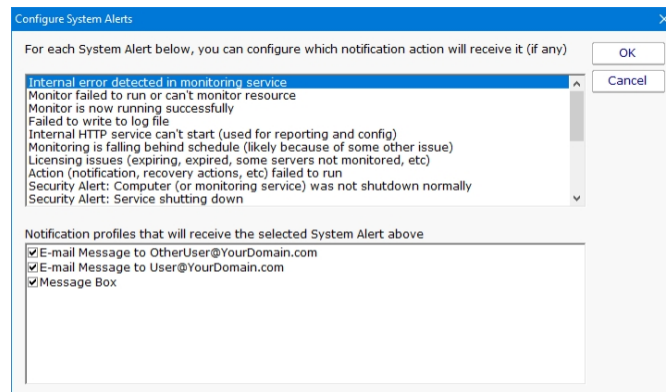 Configure System Alerts
For each System Alert below, you can configure which notification action will receive it (if any)
OK
Cancel
Internal error detected in monitoring service
Monitor failed to run or can't monitor resource
Monitor is now running successfully
Failed to write to log file
Internal HTTP service can't start (used for reporting and config)
Monitoring is falling behind schedule (likely because of some other issue)
Licensing issues (expiring, expired, some servers not monitored, etc)
Action (notification, recovery actions, etc) failed to run
Security Alert: Computer (or monitoring service) was not shutdown normally
Security Alert: Service shutting down
Notification profiles that will receive the selected System Alert above
E-mail Message to OtherUser@YourDomain.com
E-mail Message to User@YourDomain.com
Message Box